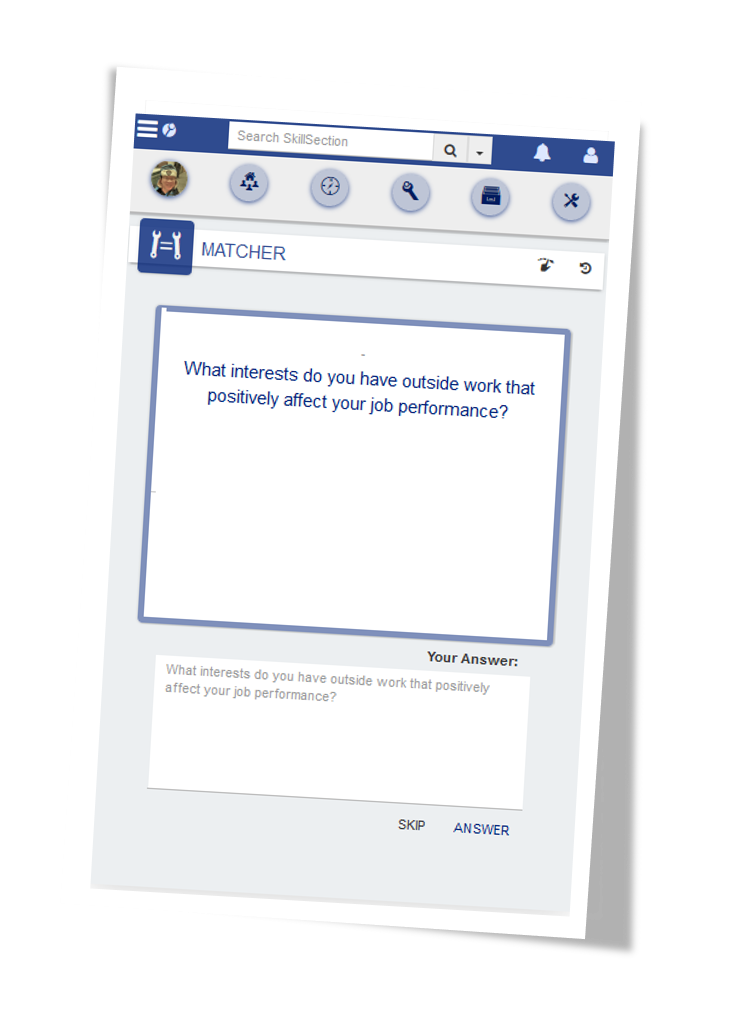 Search SkillSection
MATCHER
What interests do you have outside work that
positively affect your job performance?
Your Answer:
What interests do you have outside work that positively
affect your job performance?
SKIP
ANSWER